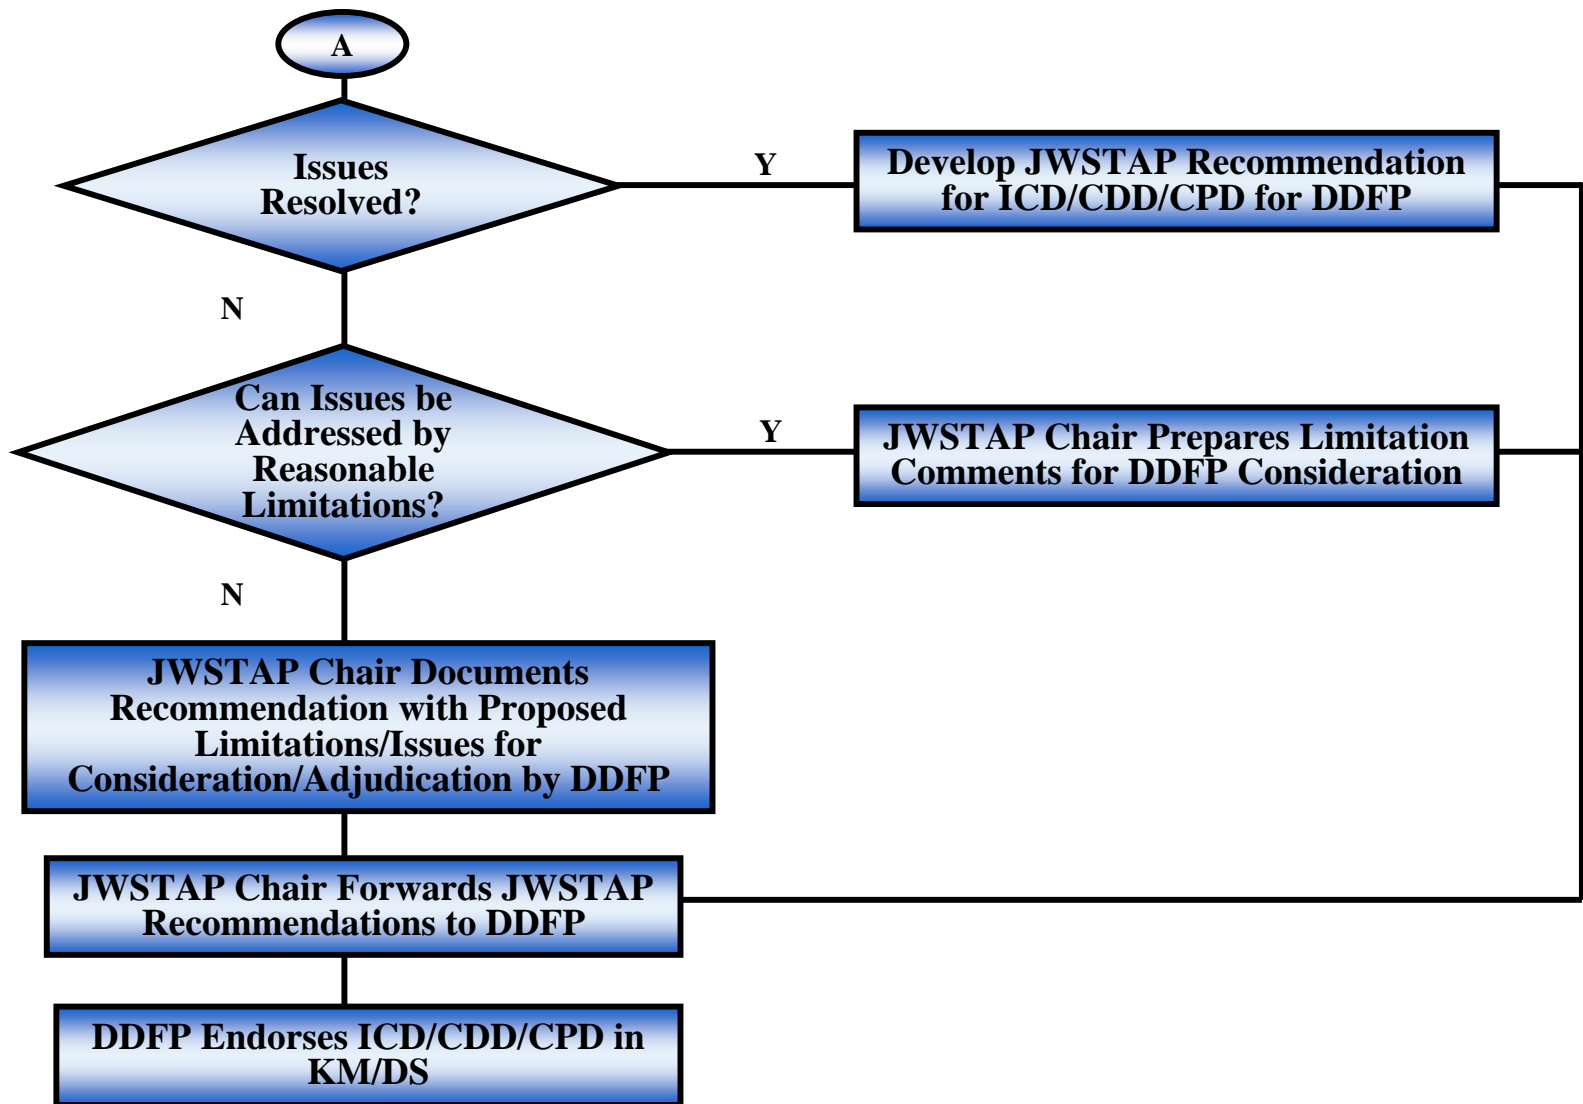 A
Issues
Resolved?
Y
Develop JWSTAP Recommendation
for ICD/CDD/CPD for DDFP
N
Can Issues be
Addressed by
Reasonable
Limitations?
Y
JWSTAP Chair Prepares Limitation
Comments for DDFP Consideration
N
JWSTAP Chair Documents
Recommendation with Proposed
Limitations/Issues for
Consideration/Adjudication by DDFP
JWSTAP Chair Forwards JWSTAP
Recommendations to DDFP
DDFP Endorses ICD/CDD/CPD in
KM/DS